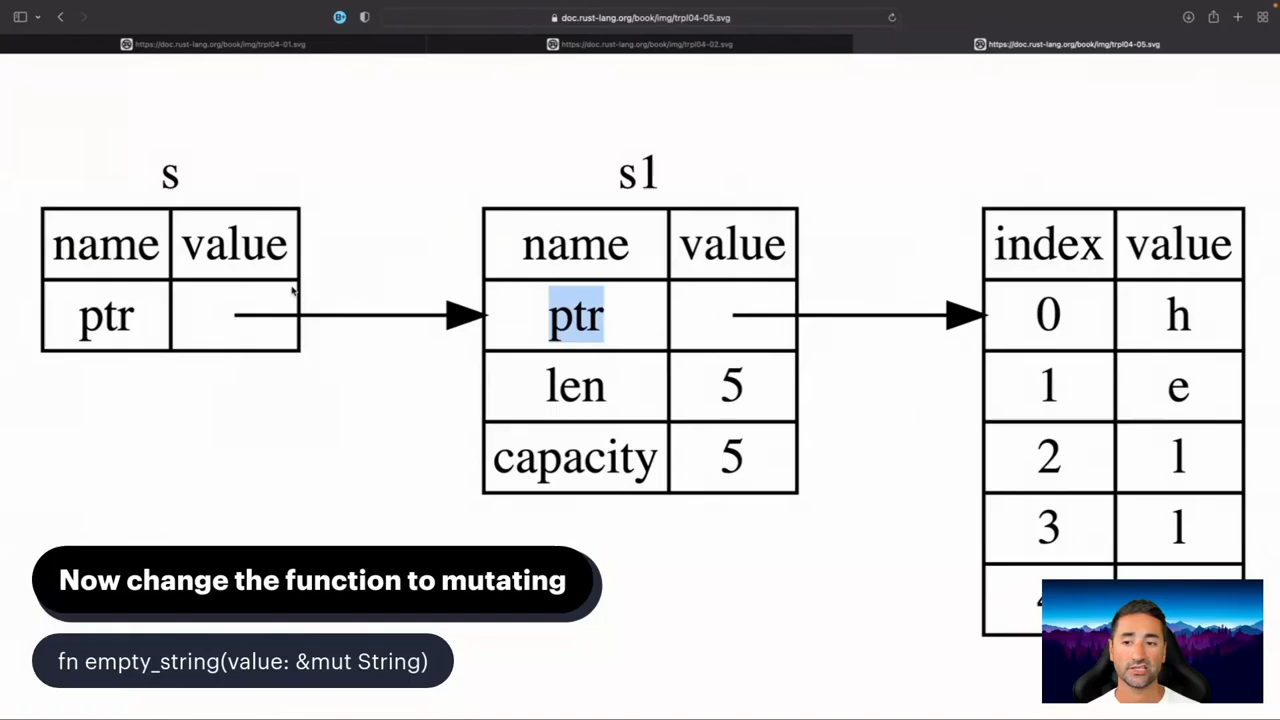 doc.rust-lang.org/book/img/trpl04-05.svg
https://doc.rust-lang.org/book/img/trpl04-01.svg
https://doc.rust-lang.org/book/img/trpl04-02.svg
https://doc.rust-lang.org/book/img/trpl04-05.svg
s
name value
ptr
s1
name value
ptr
len 5
capacity 5
index value
0 h
1 e
2 l
3 l
Now change the function to mutating
fn empty_string(value: &mut String)